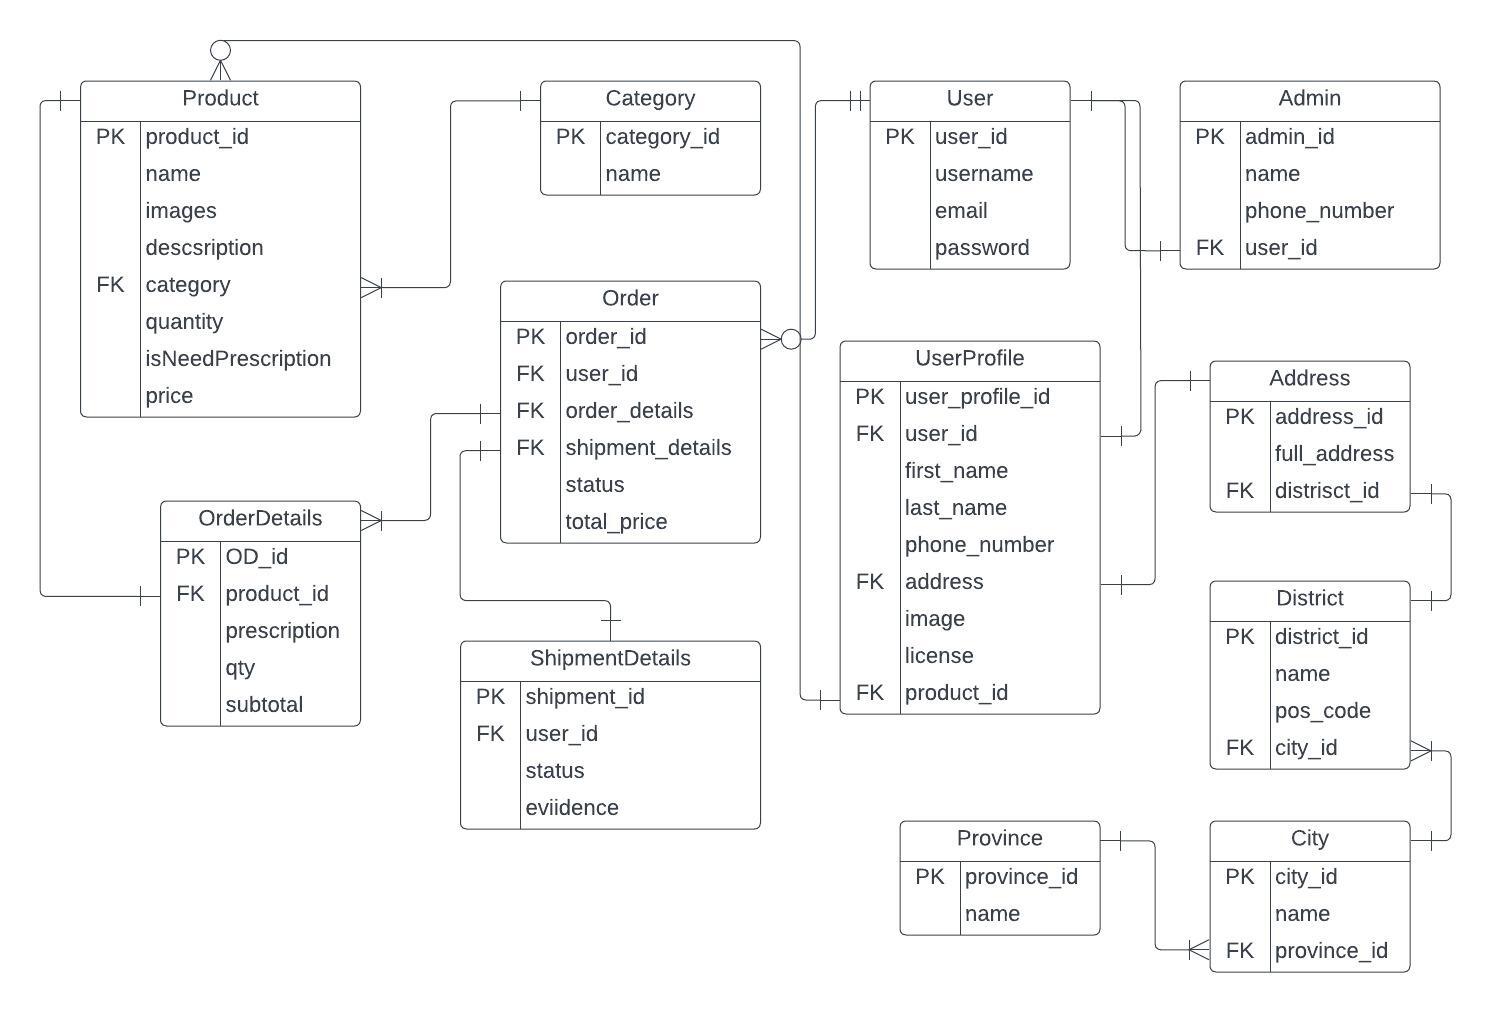 Product
PK product_id
name
images
descsription
FK category
quantity
isNeedPrescription
price
Category
PK category_id
name
User
PK user_id
username
email
password
Admin
PK admin_id
name
phone_number
FK user_id
Order
PK order_id
FK user_id
FK order_details
FK shipment_details
status
total_price
UserProfile
PK user_profile_id
FK user_id
first_name
last_name
phone_number
FK address
image
license
FK product_id
Address
PK address_id
full_address
FK distrisct_id
OrderDetails
PK OD_id
FK product_id
prescription
qty
subtotal
ShipmentDetails
PK shipment_id
FK user_id
status
eviidence
District
PK district_id
name
pos_code
FK city_id
Province
PK province_id
name
City
PK city_id
name
FK province_id